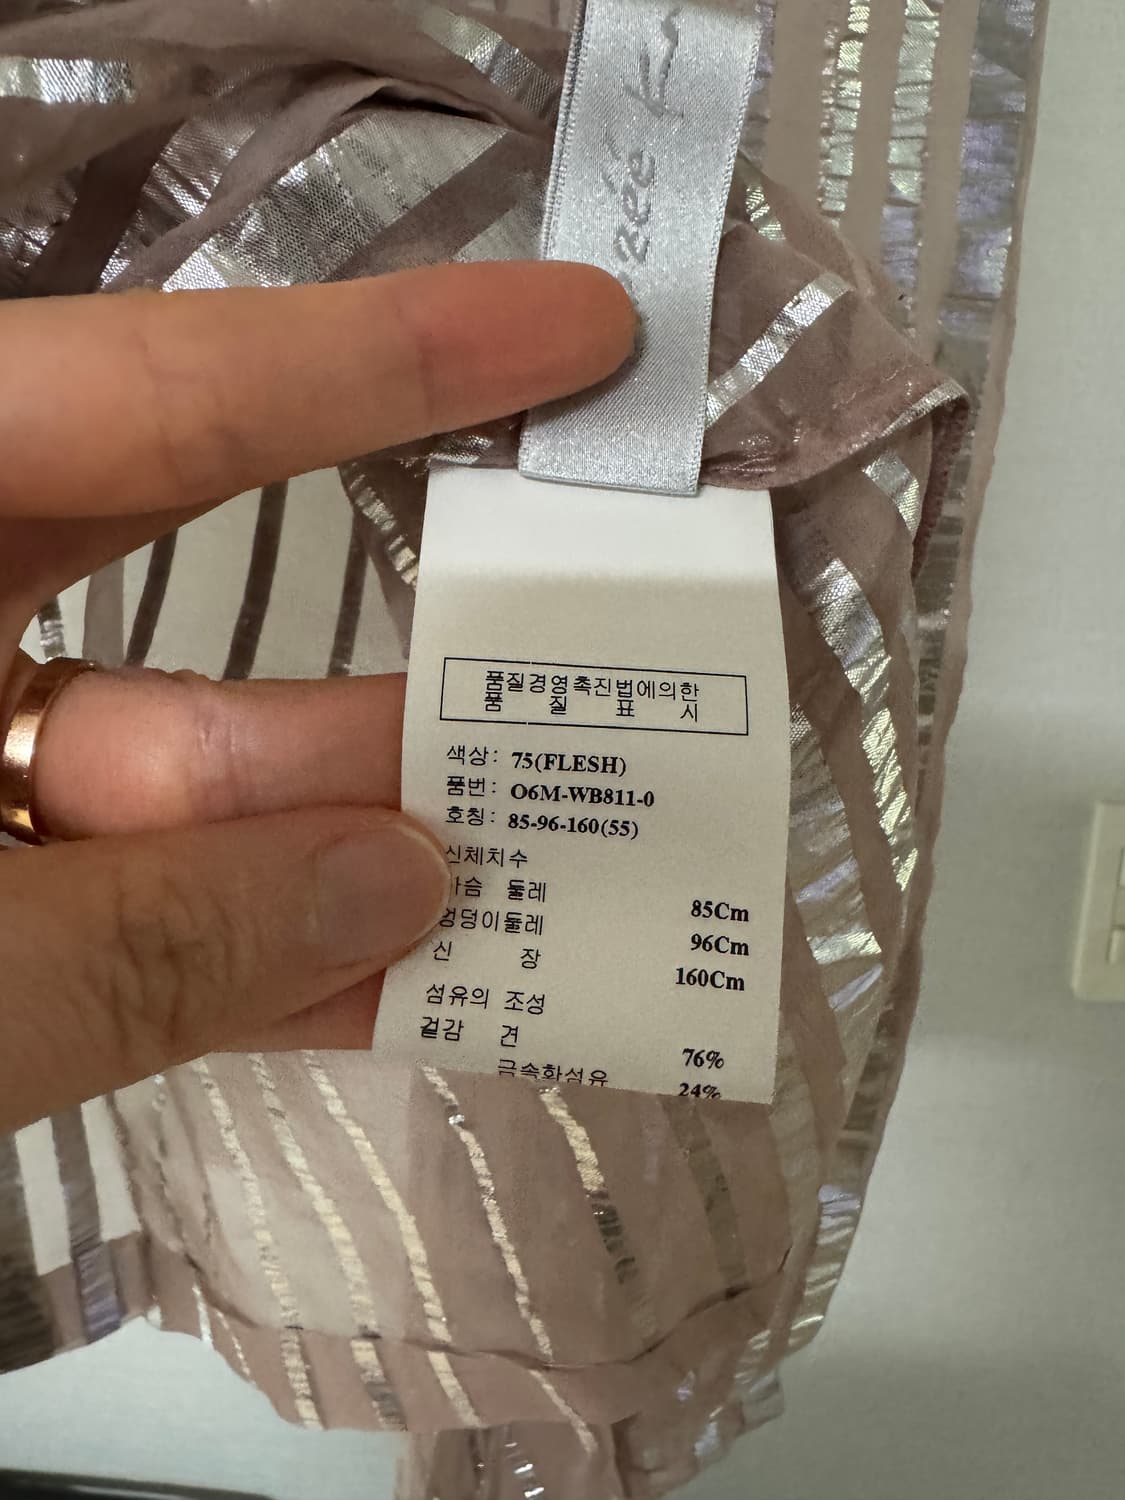 zeé K
품질경영촉진법에의한
품 질 표 시
색상: 75(FLESH)
품번: O6M-WB811-0
호칭: 85-96-160(55)
신체치수
가슴 둘레 85Cm
엉덩이둘레 96Cm
신 장 160Cm
섬유의 조성
겉감 견 76%
금속화섬유 24%